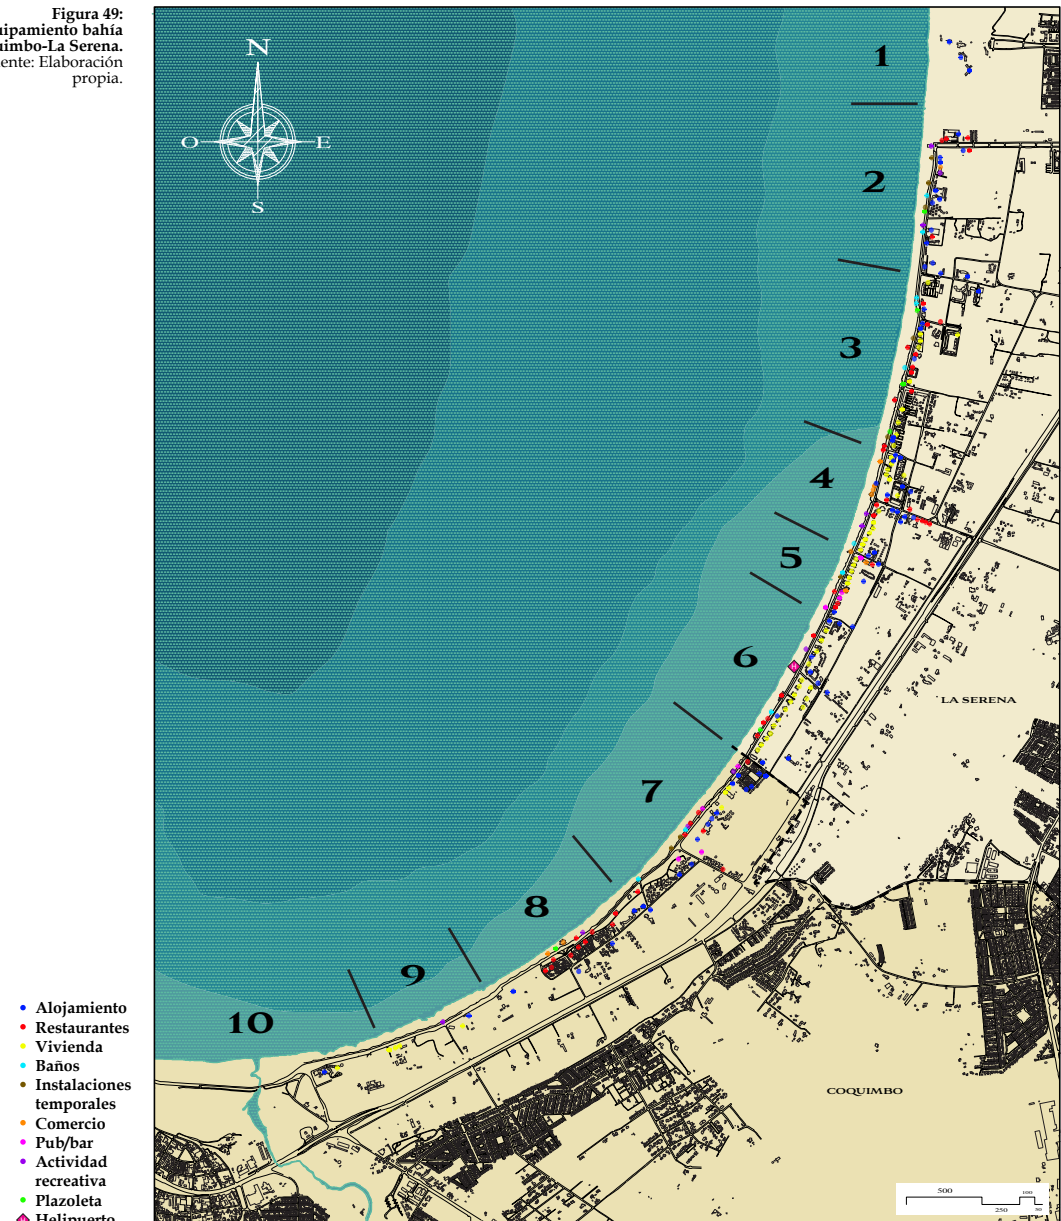 Figura 49:
uipamiento bahía
uimbo-La Serena.
ente: Elaboración
propia.
N
O
E
S
1
2
3
4
5
6
7
8
9
10
H
LA SERENA
COQUIMBO
Alojamiento
Restaurantes
Vivienda
Baños
Instalaciones
temporales
Comercio
Pub/bar
Actividad
recreativa
Plazoleta
H Helipuerto
500
100
250
50